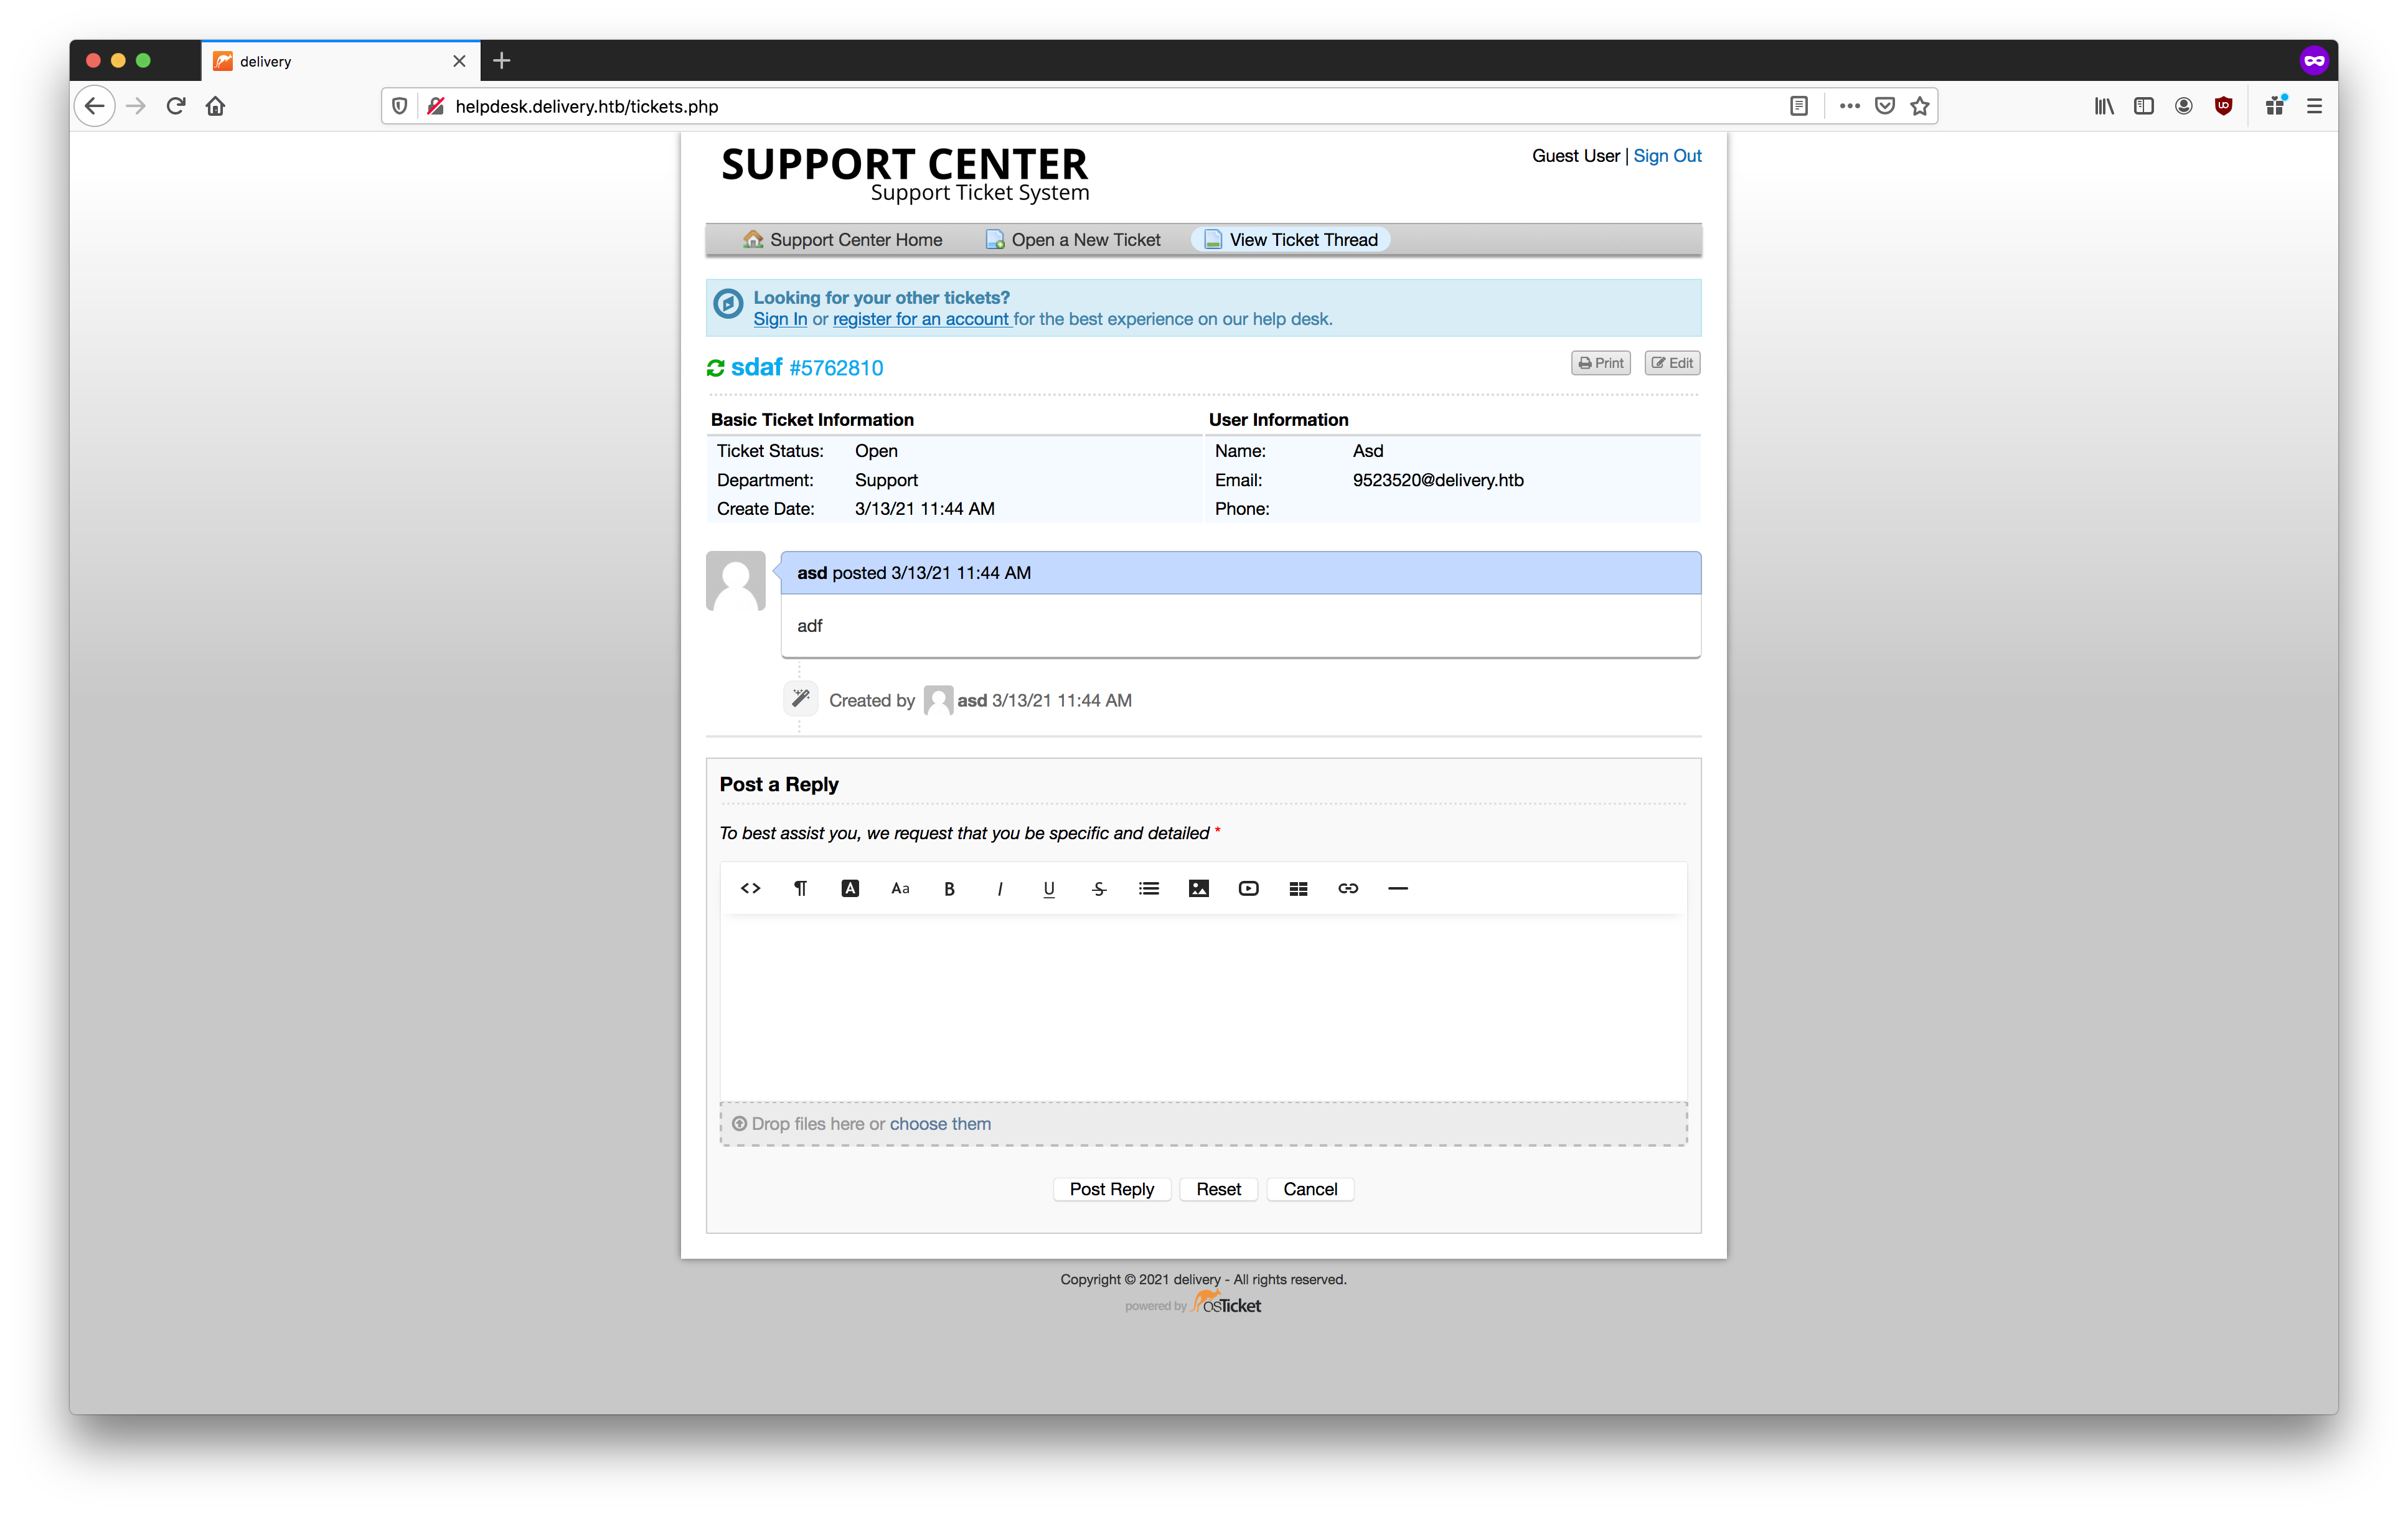 delivery
helpdesk.delivery.htb/tickets.php
SUPPORT CENTER
Support Ticket System
Guest User | Sign Out
Support Center Home Open a New Ticket View Ticket Thread
Looking for your other tickets?
Sign In or register for an account for the best experience on our help desk.
sdaf #5762810
Print Edit
Basic Ticket Information
Ticket Status: Open
Department: Support
Create Date: 3/13/21 11:44 AM
User Information
Name: Asd
Email: 9523520@delivery.htb
Phone:
asd posted 3/13/21 11:44 AM
adf
Created by asd 3/13/21 11:44 AM
Post a Reply
To best assist you, we request that you be specific and detailed *
<> ¶ A Aa B I U S
Drop files here or choose them
Post Reply Reset Cancel
Copyright © 2021 delivery - All rights reserved.
powered by osTicket